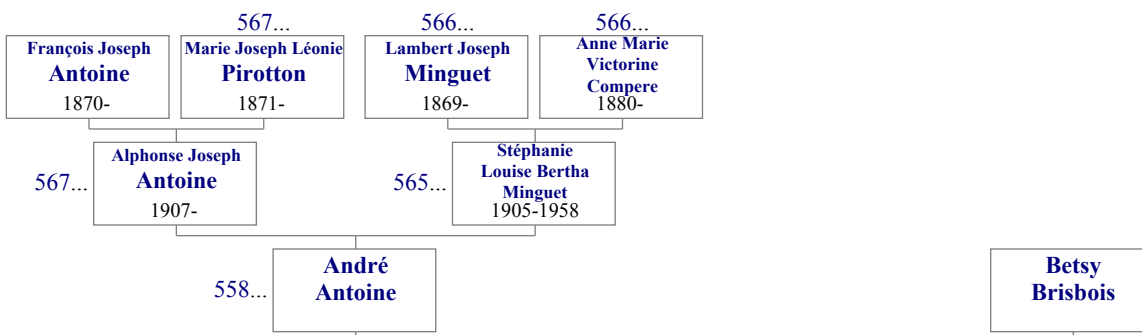 567...
566...
566...
François Joseph
Antoine
1870-
Marie Joseph Léonie
Pirotton
1871-
Lambert Joseph
Minguet
1869-
Anne Marie
Victorine
Compere
1880-
567...
Alphonse Joseph
Antoine
1907-
565...
Stéphanie
Louise Bertha
Minguet
1905-1958
558...
André
Antoine
Betsy
Brisbois